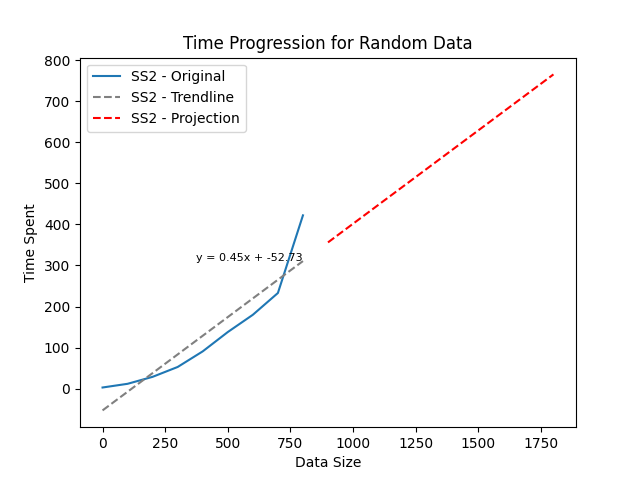 Time Progression for Random Data
SS2 - Original
SS2 - Trendline
SS2 - Projection
y = 0.45x + -52.73
Time Spent
800
700
600
500
400
300
200
100
0
0 250 500 750 1000 1250 1500 1750
Data Size